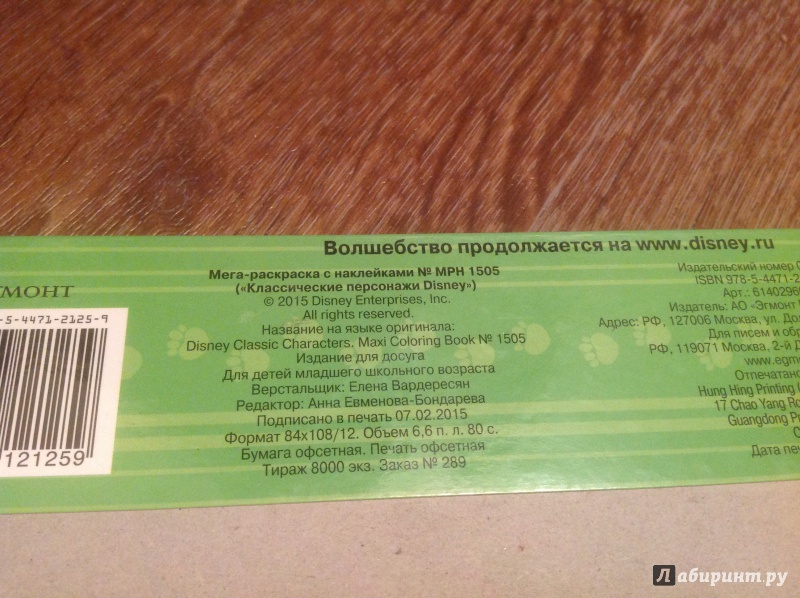 Волшебство продолжается на www.disney.ru
ЭГМОНТ
-5-4471-2125-9
121259
Мега-раскраска с наклейками № МРН 1505
(«Классические персонажи Disney»)
© 2015 Disney Enterprises, Inc.
All rights reserved.
Название на языке оригинала:
Disney Classic Characters. Maxi Coloring Book № 1505
Издание для досуга
Для детей младшего школьного возраста
Верстальщик: Елена Вардересян
Редактор: Анна Евменова-Бондарева
Подписано в печать 07.02.2015
Формат 84х108/12. Объем 6,6 п. л. 80 с.
Бумага офсетная. Печать офсетная
Тираж 8000 экз. Заказ № 289
Издательский номер
ISBN 978-5-4471-2
Арт.: 6140296
Издатель: АО «Эгмонт
Адрес: РФ, 127006 Москва, ул. До
Для писем и об
РФ, 119071 Москва, 2-й
www.egm
Отпечатано
Hung Hing Printing
17 Chao Yang Ro
Guangdong P
Дата пе
Лабиринт.ру